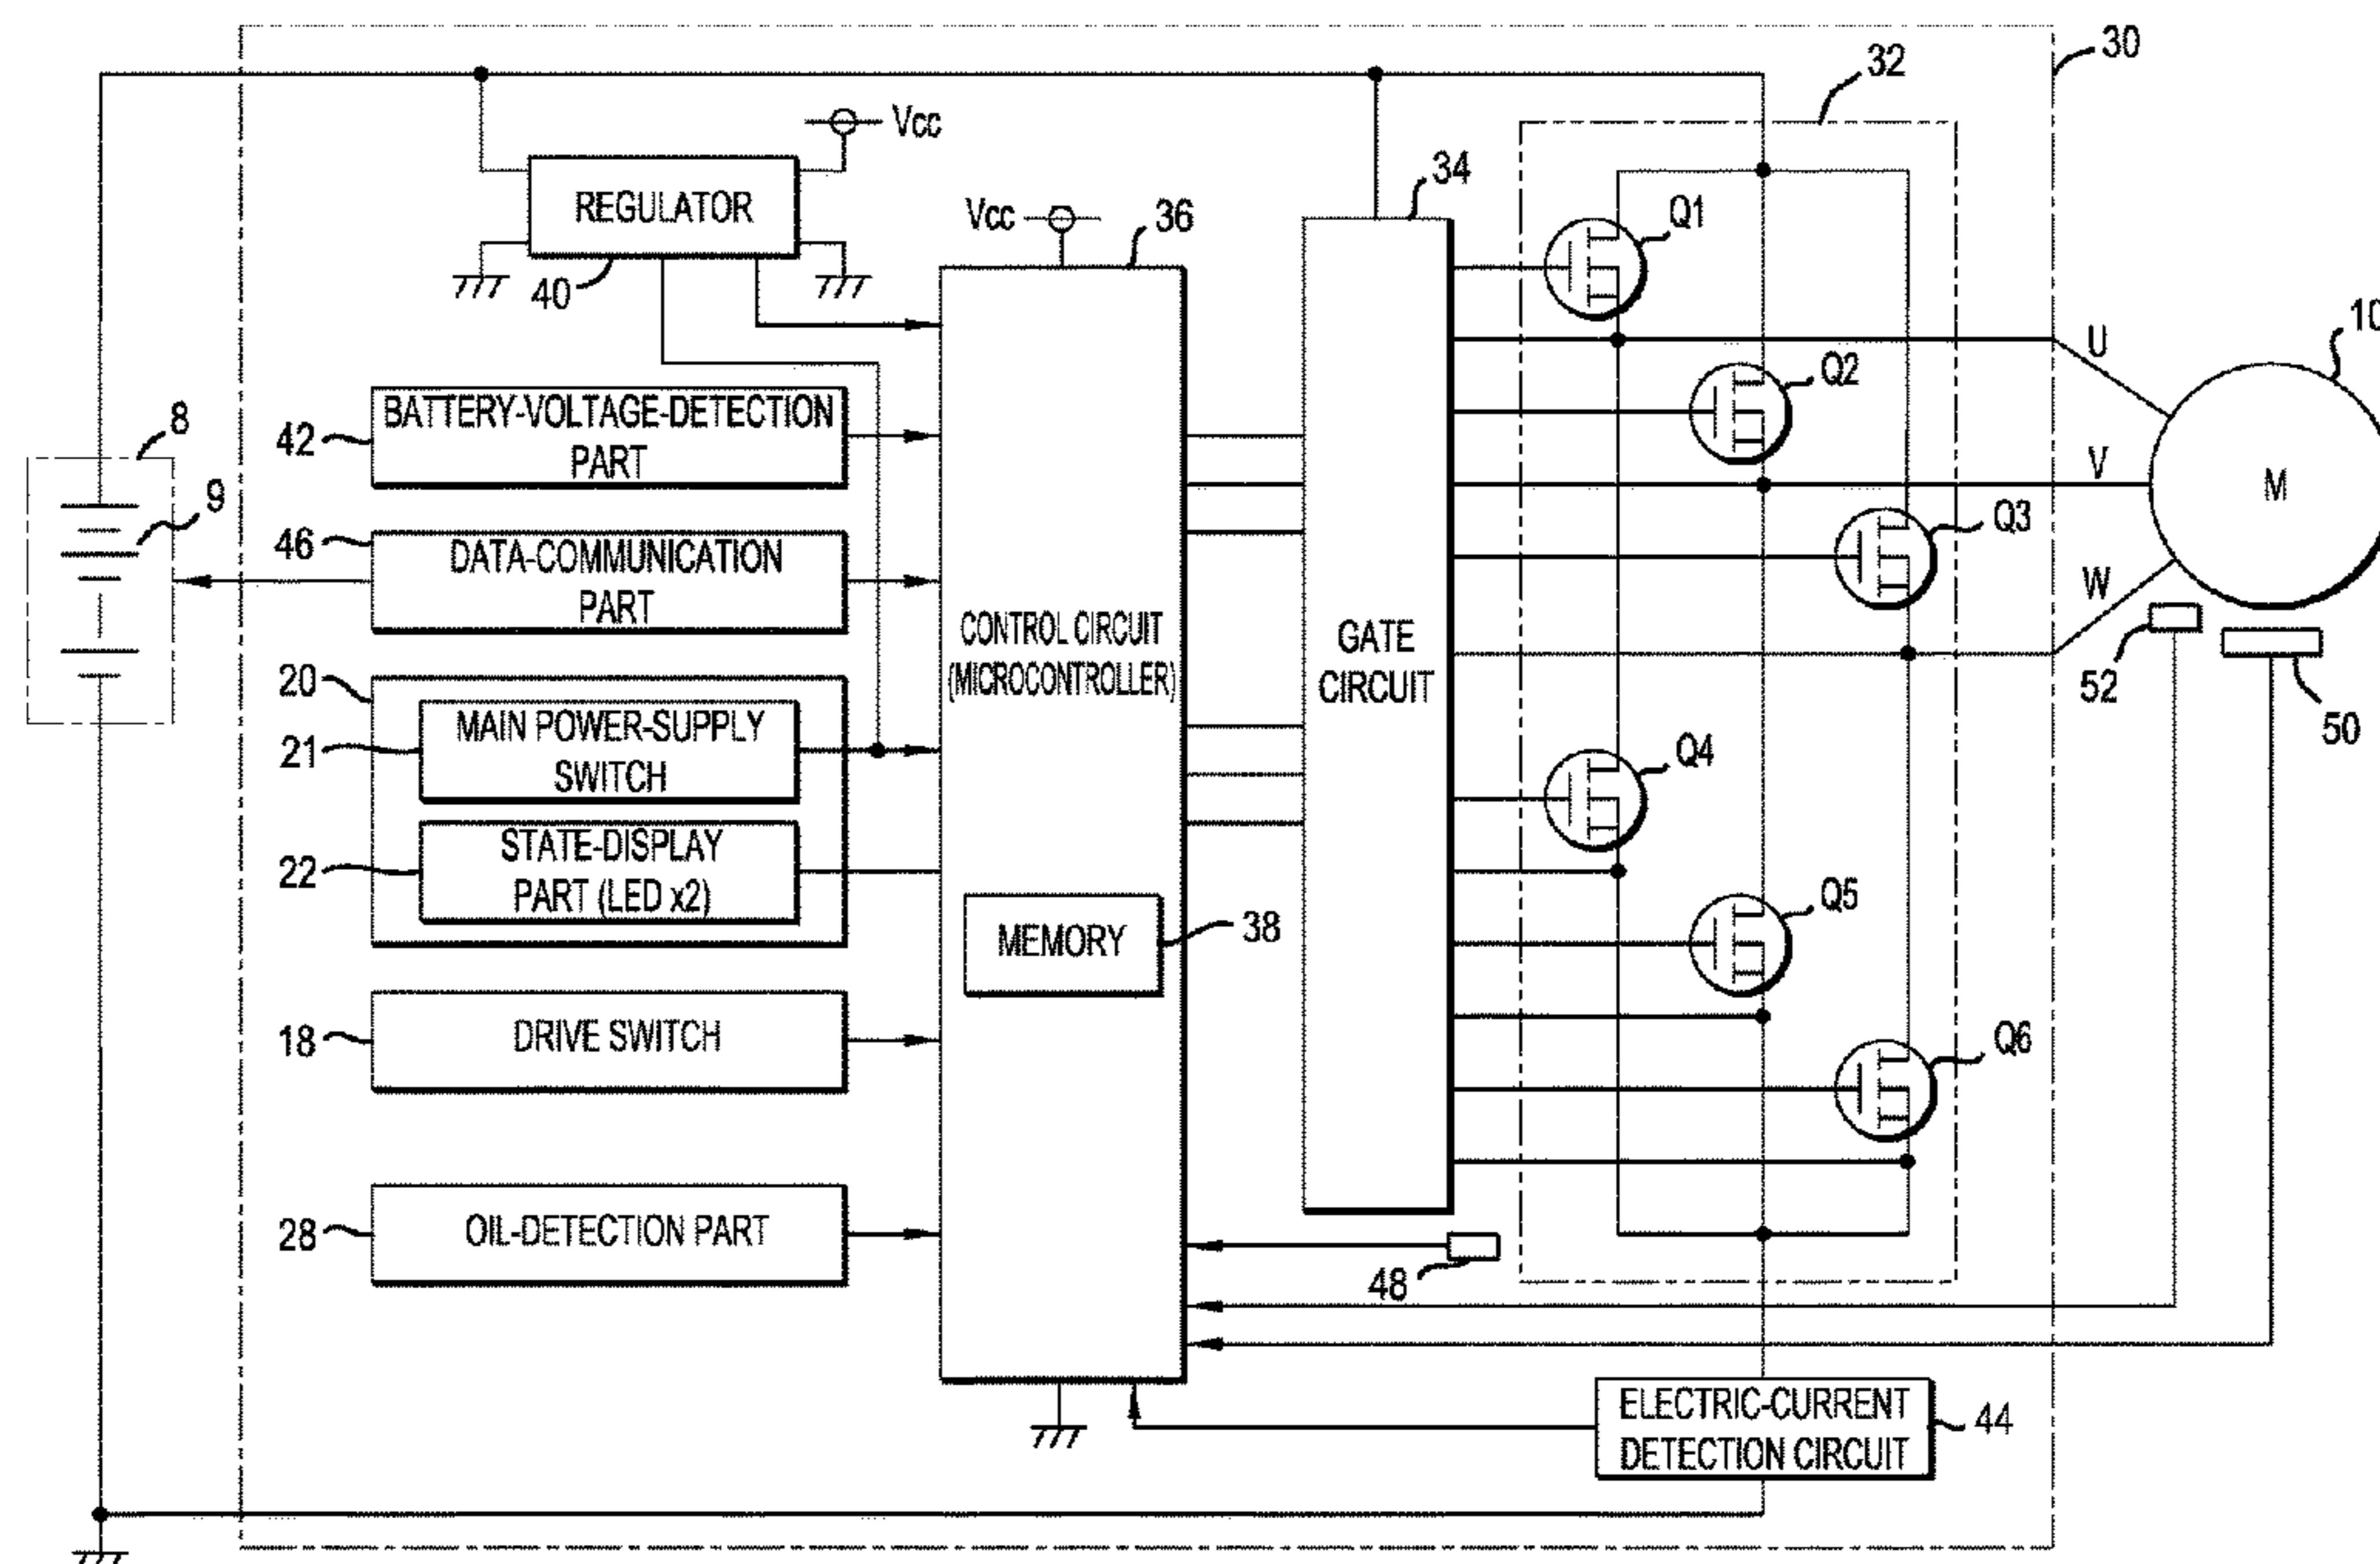 30
32
Vcc
34
REGULATOR
Vcc
36
Q1
40
10
U
Q2
8
BATTERY-VOLTAGE-DETECTION
PART
42
V
M
9
Q3
46
DATA-COMMUNICATION
PART
W
CONTROL CIRCUIT
(MICROCONTROLLER)
GATE
CIRCUIT
52
50
20
MAIN POWER-SUPPLY
SWITCH
21
Q4
STATE-DISPLAY
PART (LED x2)
22
Q5
MEMORY
38
DRIVE SWITCH
18
Q6
OIL-DETECTION PART
28
48
ELECTRIC-CURRENT
DETECTION CIRCUIT
44